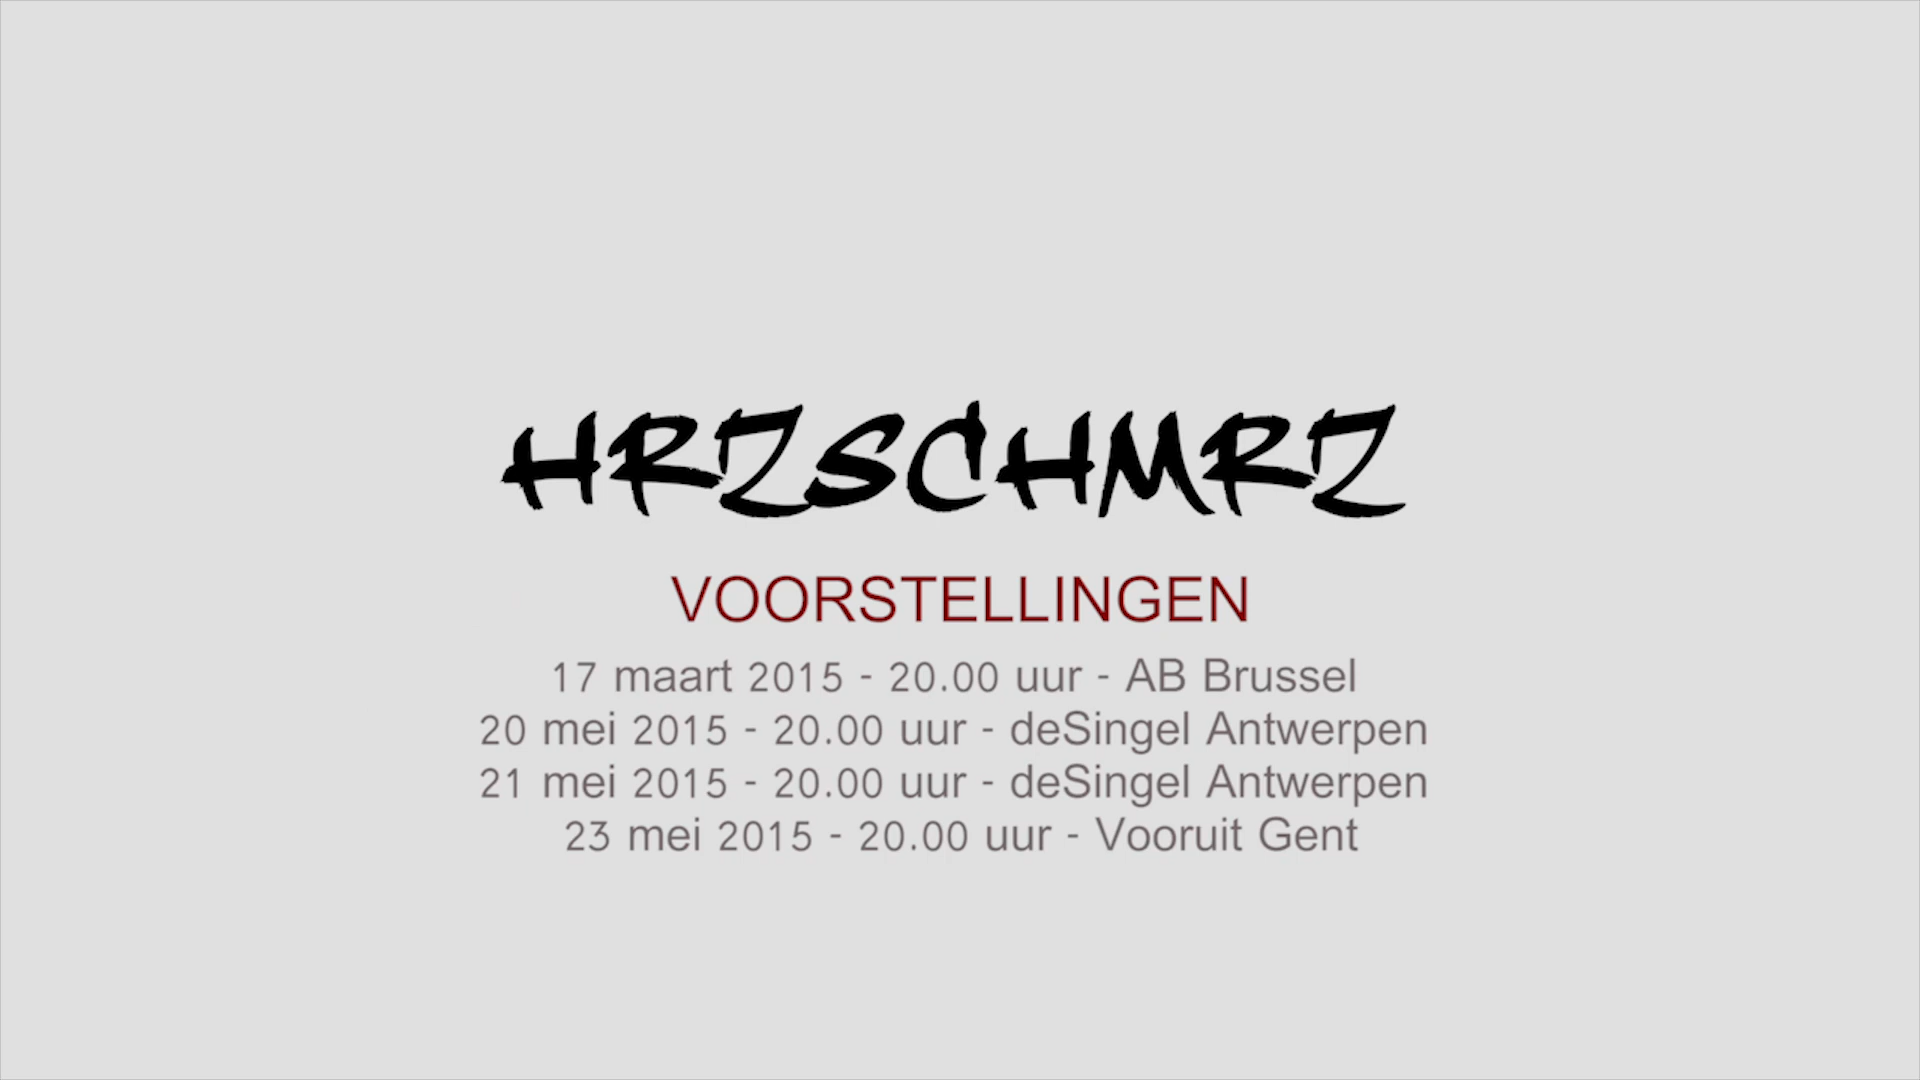 HRZSCHMRZ
VOORSTELLINGEN
17 maart 2015 - 20.00 uur - AB Brussel
20 mei 2015 - 20.00 uur - deSingel Antwerpen
21 mei 2015 - 20.00 uur - deSingel Antwerpen
23 mei 2015 - 20.00 uur - Vooruit Gent